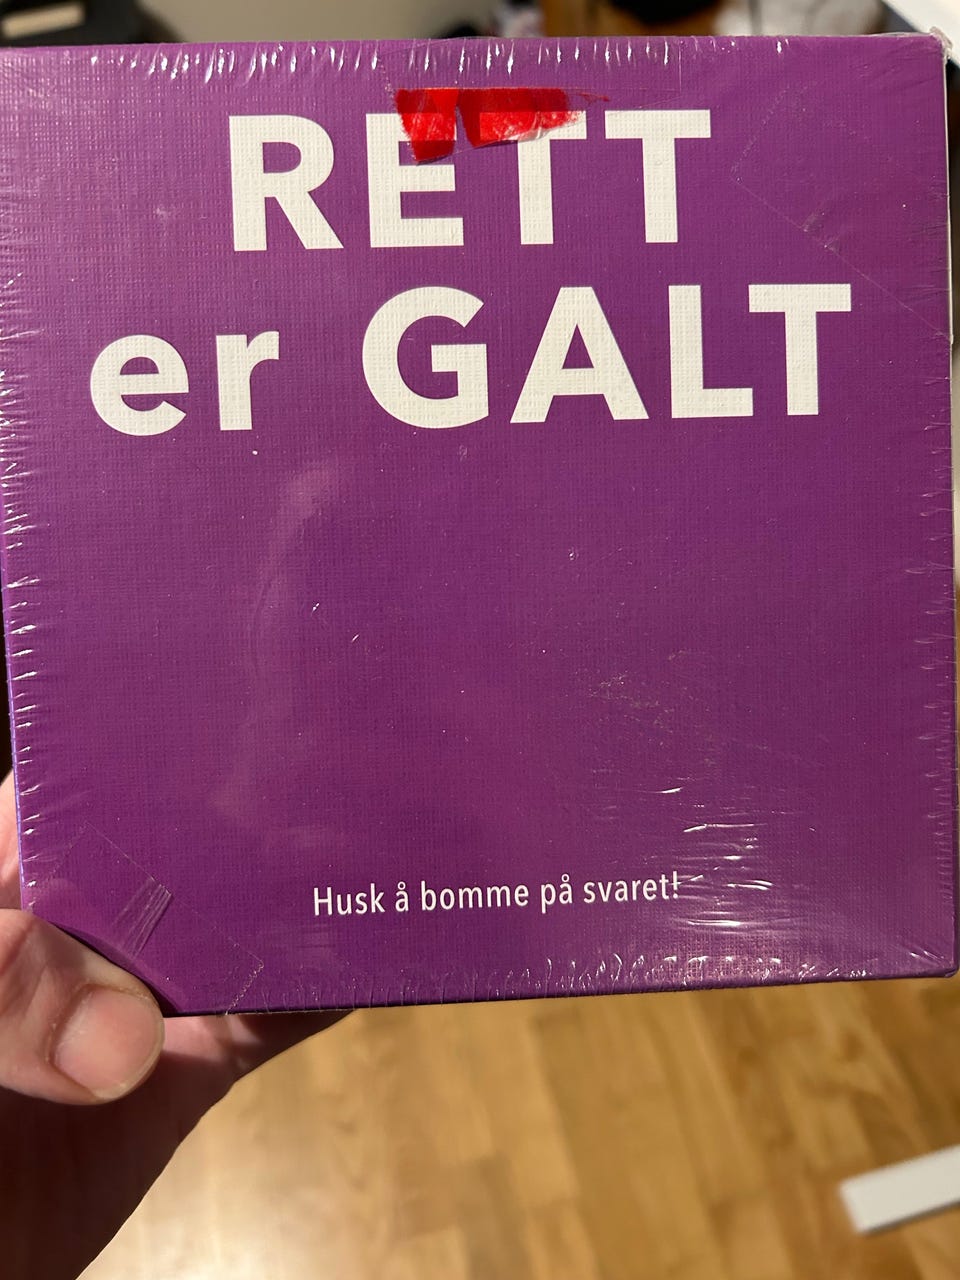 RETT
er GALT
Husk å bomme på svaret!